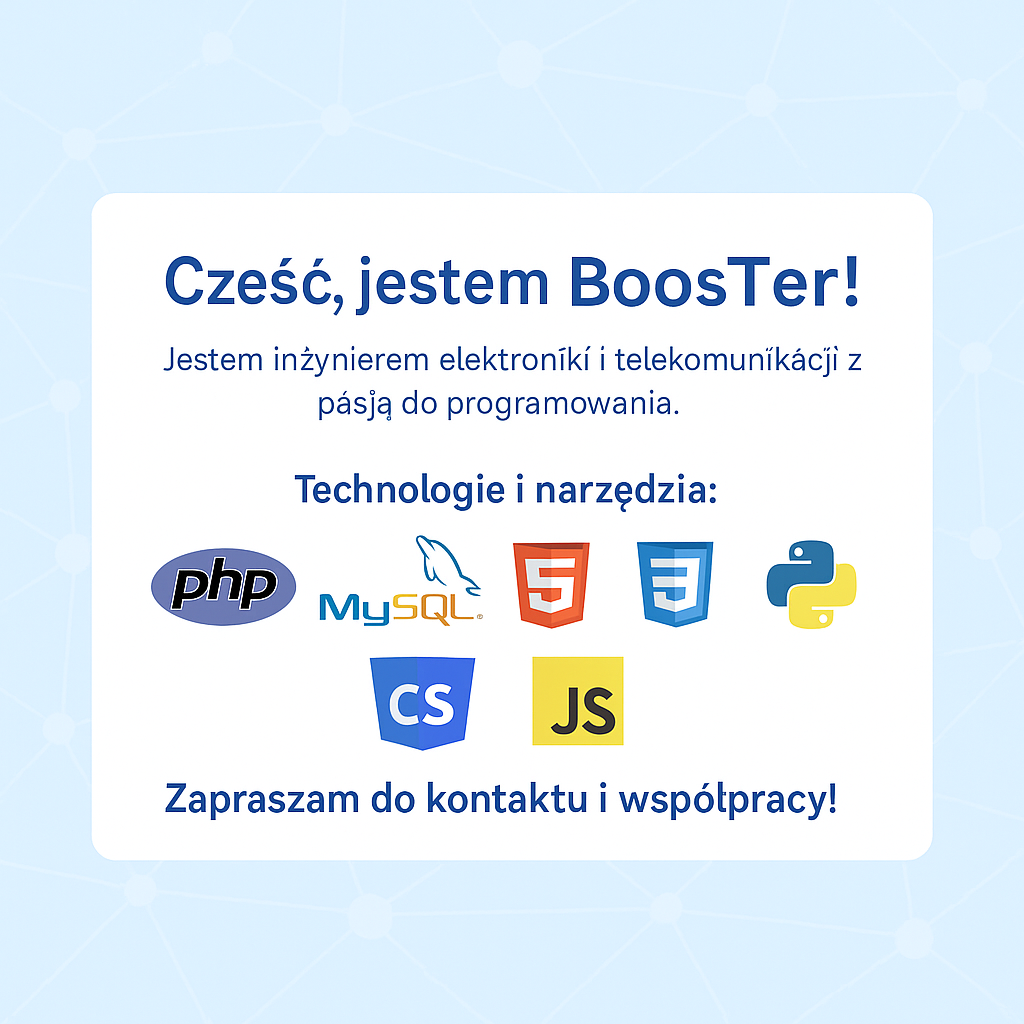 Cześć, jestem BoosTer!
Jestem inżynierem elektroníkí i telekomunïkácjï z
pásją do programowania.
Technologie i narzędzia:
php
MySQL®
5
3
CS
JS
Zapraszam do kontaktu i współpracy!